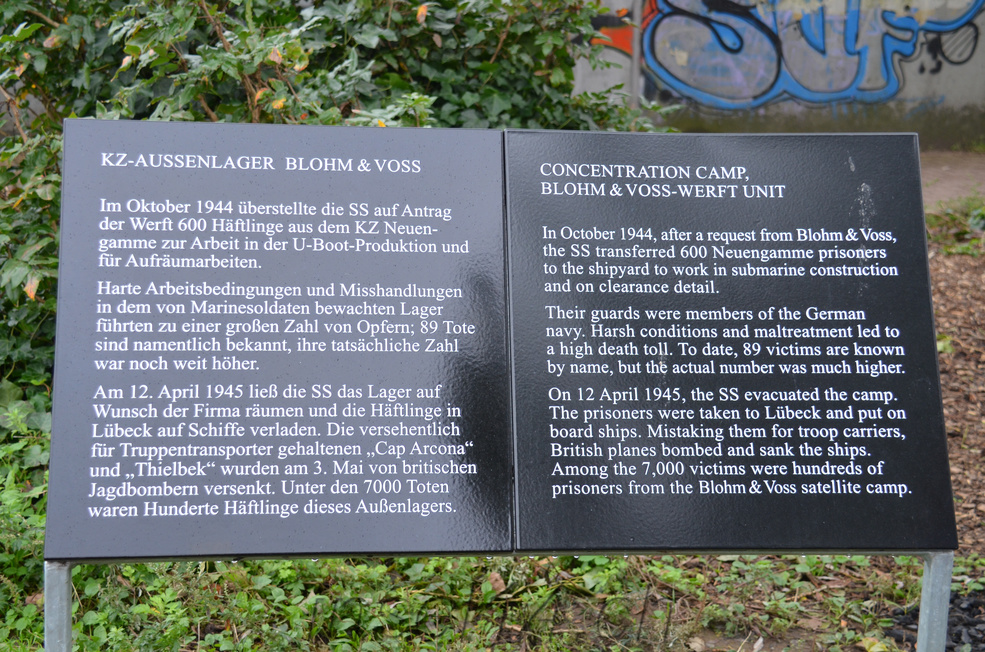 KZ-AUSSENLAGER BLOHM & VOSS
Im Oktober 1944 überstellte die SS auf Antrag
der Werft 600 Häftlinge aus dem KZ Neuen-
gamme zur Arbeit in der U-Boot-Produktion und
für Aufräumarbeiten.
Harte Arbeitsbedingungen und Misshandlungen
in dem von Marinesoldaten bewachten Lager
führten zu einer großen Zahl von Opfern; 89 Tote
sind namentlich bekannt, ihre tatsächliche Zahl
war noch weit höher.
Am 12. April 1945 ließ die SS das Lager auf
Wunsch der Firma räumen und die Häftlinge in
Lübeck auf Schiffe verladen. Die versehentlich
für Truppentransporter gehaltenen „Cap Arcona“
und „Thielbek“ wurden am 3. Mai von britischen
Jagdbombern versenkt. Unter den 7000 Toten
waren Hunderte Häftlinge dieses Außenlagers.
CONCENTRATION CAMP,
BLOHM & VOSS-WERFT UNIT
In October 1944, after a request from Blohm & Voss,
the SS transferred 600 Neuengamme prisoners
to the shipyard to work in submarine construction
and on clearance detail.
Their guards were members of the German
navy. Harsh conditions and maltreatment led to
a high death toll. To date, 89 victims are known
by name, but the actual number was much higher.
On 12 April 1945, the SS evacuated the camp.
The prisoners were taken to Lübeck and put on
board ships. Mistaking them for troop carriers,
British planes bombed and sank the ships.
Among the 7,000 victims were hundreds of
prisoners from the Blohm & Voss satellite camp.